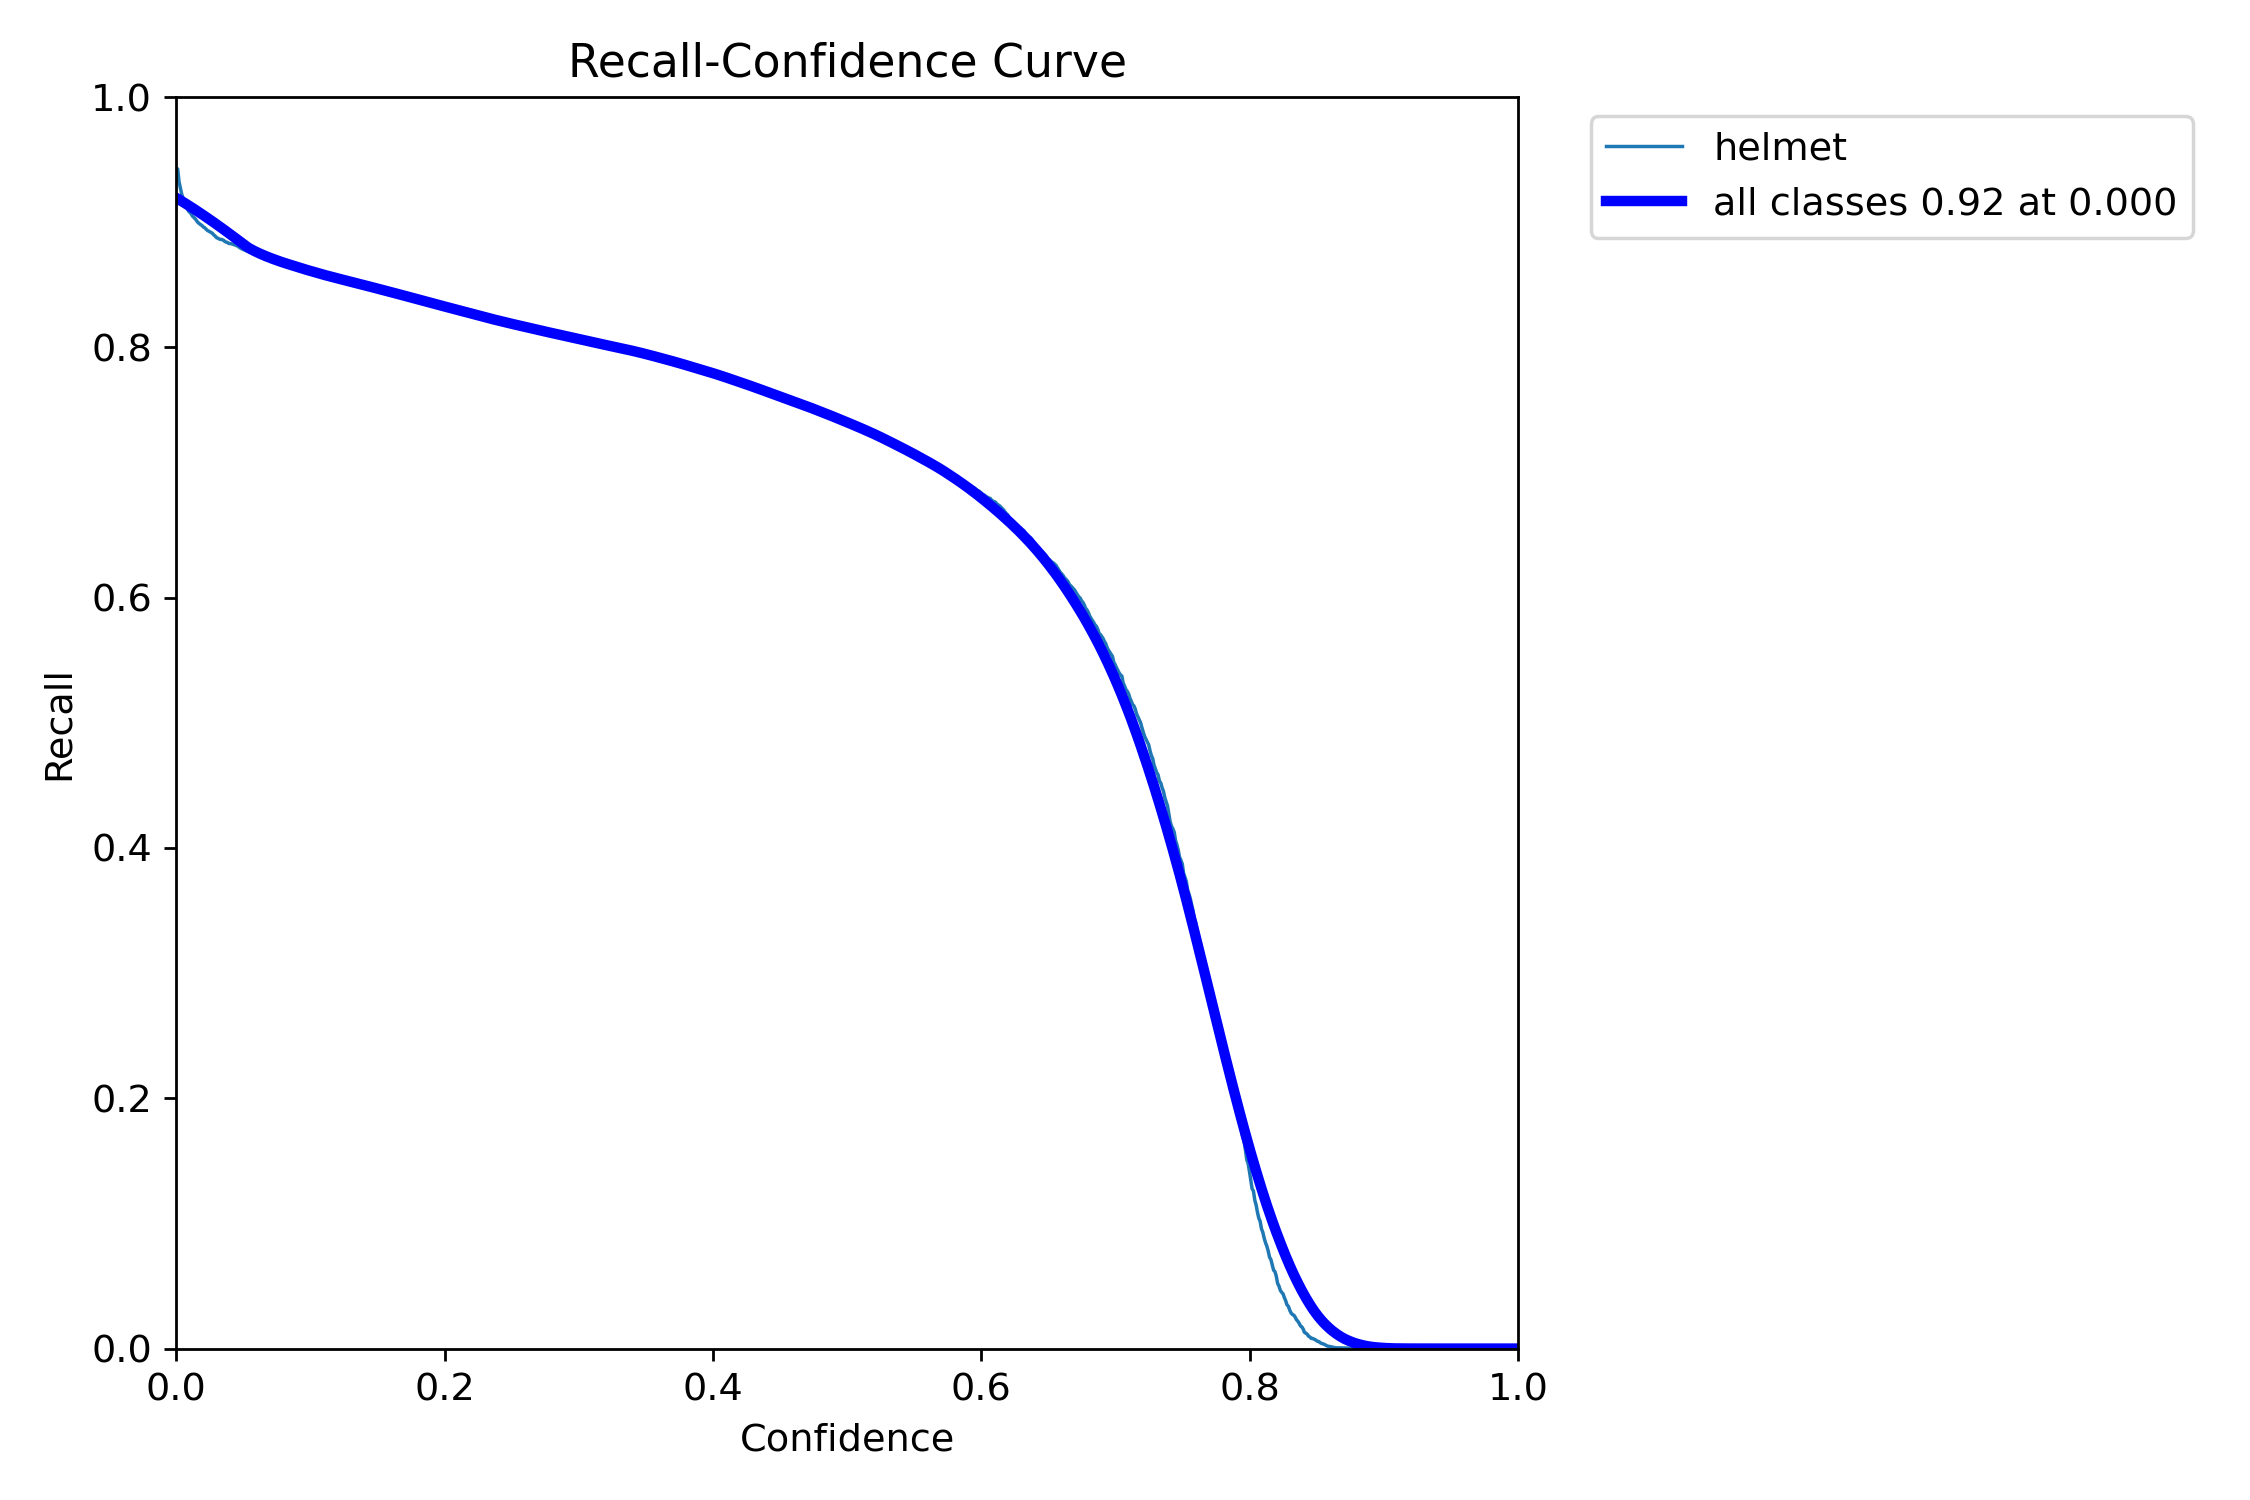 Recall-Confidence Curve
1.0
0.8
0.6
0.4
0.2
0.0
Recall
0.0 0.2 0.4 0.6 0.8 1.0
Confidence
helmet
all classes 0.92 at 0.000